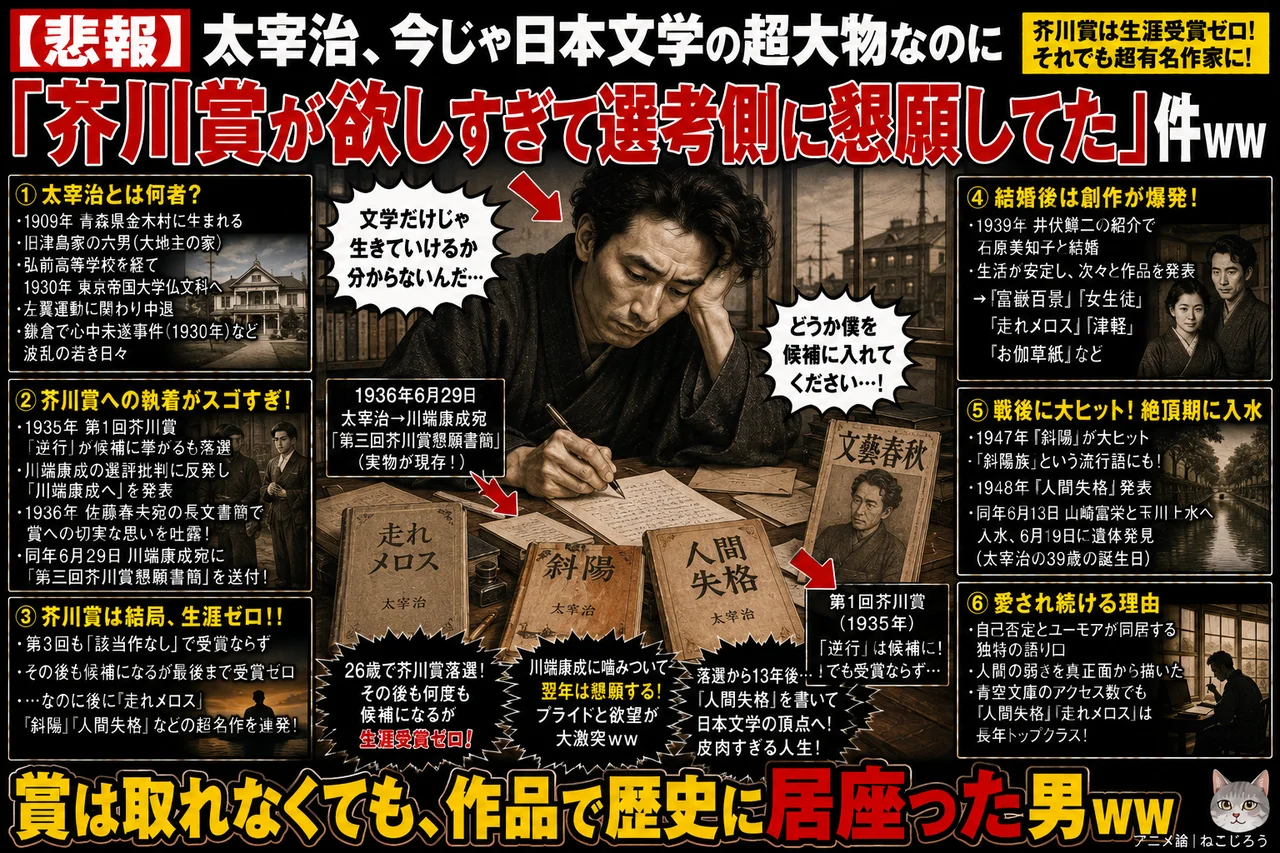 【悲報】太宰治、今じゃ日本文学の超大物なのに
芥川賞は生涯受賞ゼロ!
それでも超有名作家に!
「芥川賞が欲しすぎて選考側に懇願してた」件ww
① 太宰治とは何者?
・1909年 青森県金木村に生まれる
・旧津島家の六男(大地主の家)
・弘前高等学校を経て
1930年 東京帝国大学仏文科へ
・左翼運動に関わり中退
・鎌倉で心中未遂事件(1930年)など
波乱の若き日々
② 芥川賞への執着がスゴすぎ!
・1935年 第1回芥川賞
「逆行」が候補に挙がるも落選
・川端康成の選評批判に反発し
「川端康成へ」を発表
・1936年 佐藤春夫宛の長文書簡で
賞への切実な思いを吐露!
・同年6月29日 川端康成宛に
「第三回芥川賞懇願書簡」を送付!
③ 芥川賞は結局、生涯ゼロ!!
・第3回も「該当作なし」で受賞ならず
・その後も候補になるが最後まで受賞ゼロ
・…なのに後に『走れメロス』
『斜陽』『人間失格』などの超名作を連発!
文学だけじゃ
生きていけるか
分からないんだ…
どうか僕を
候補に入れて
ください…!
1936年6月29日
太宰治→川端康成宛
「第三回芥川賞懇願書簡」
(実物が現存!)
走れ
メロス
太宰治
斜陽
太宰治
人間
失格
太宰治
文藝春秋
第1回芥川賞
(1935年)
「逆行」は候補に!
でも受賞ならず…
26歳で芥川賞落選!
その後も何度も
候補になるが
生涯受賞ゼロ!
川端康成に噛みついて
翌年は懇願する!
プライドと欲望が
大激突ww
落選から13年後…
『人間失格』を書いて
日本文学の頂点へ!
皮肉すぎる人生!
④ 結婚後は創作が爆発!
・1939年 井伏鱒二の紹介で
石原美知子と結婚
・生活が安定し、次々と作品を発表
→『富嶽百景』『女生徒』
『走れメロス』『津軽』
『お伽草紙』など
⑤ 戦後に大ヒット! 絶頂期に入水
・1947年『斜陽』が大ヒット
・「斜陽族」という流行語にも!
・1948年『人間失格』発表
・同年6月13日 山崎富栄と玉川上水へ
入水、6月19日に遺体発見
(太宰治の39歳の誕生日)
⑥ 愛され続ける理由
・自己否定とユーモアが同居する
独特の語り口
・人間の弱さを真正面から描いた
・青空文庫のアクセス数でも
『人間失格』『走れメロス』は
長年トップクラス!
賞は取れなくても、作品で歴史に居座った男ww
アニメ論|ねこじろう